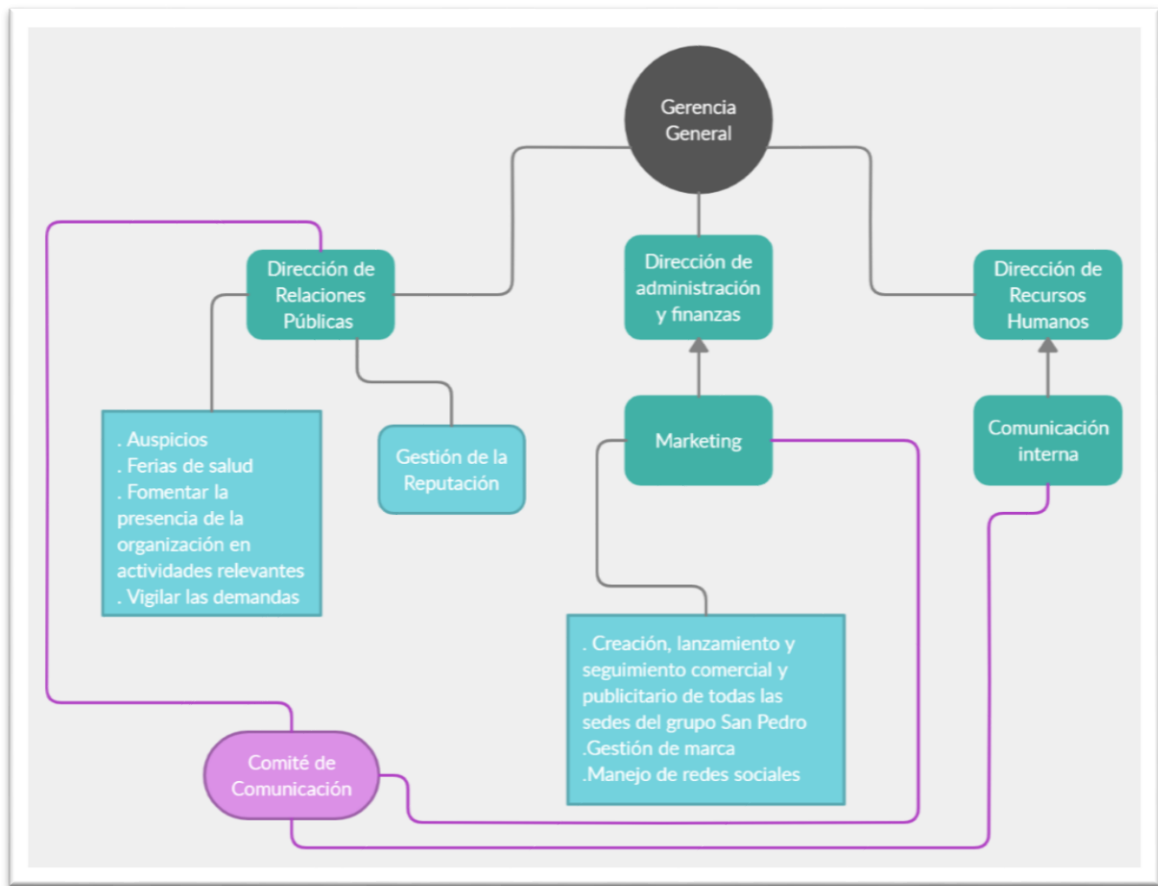 Gerencia
General
Dirección de
Relaciones
Públicas
Dirección de
administración
y finanzas
Dirección de
Recursos
Humanos
. Auspicios
. Ferias de salud
. Fomentar la
presencia de la
organización en
actividades relevantes
. Vigilar las demandas
Gestión de la
Reputación
Marketing
Comunicación
interna
. Creación, lanzamiento y
seguimiento comercial y
publicitario de todas las
sedes del grupo San Pedro
.Gestión de marca
.Manejo de redes sociales
Comité de
Comunicación